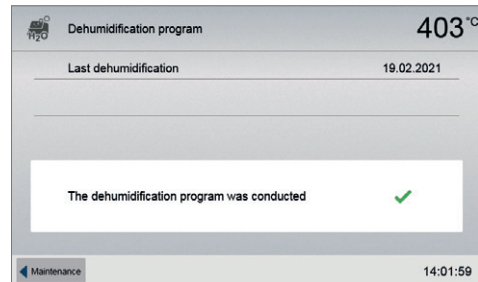 H2O
Dehumidification program
403 °C
Last dehumidification 19.02.2021
The dehumidification program was conducted
Maintenance
14:01:59